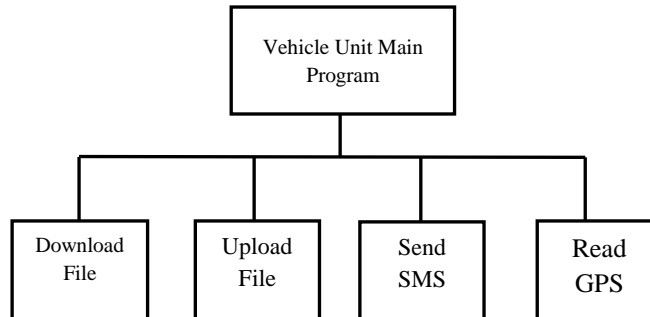 Vehicle Unit Main
Program
Download
File
Upload
File
Send
SMS
Read
GPS